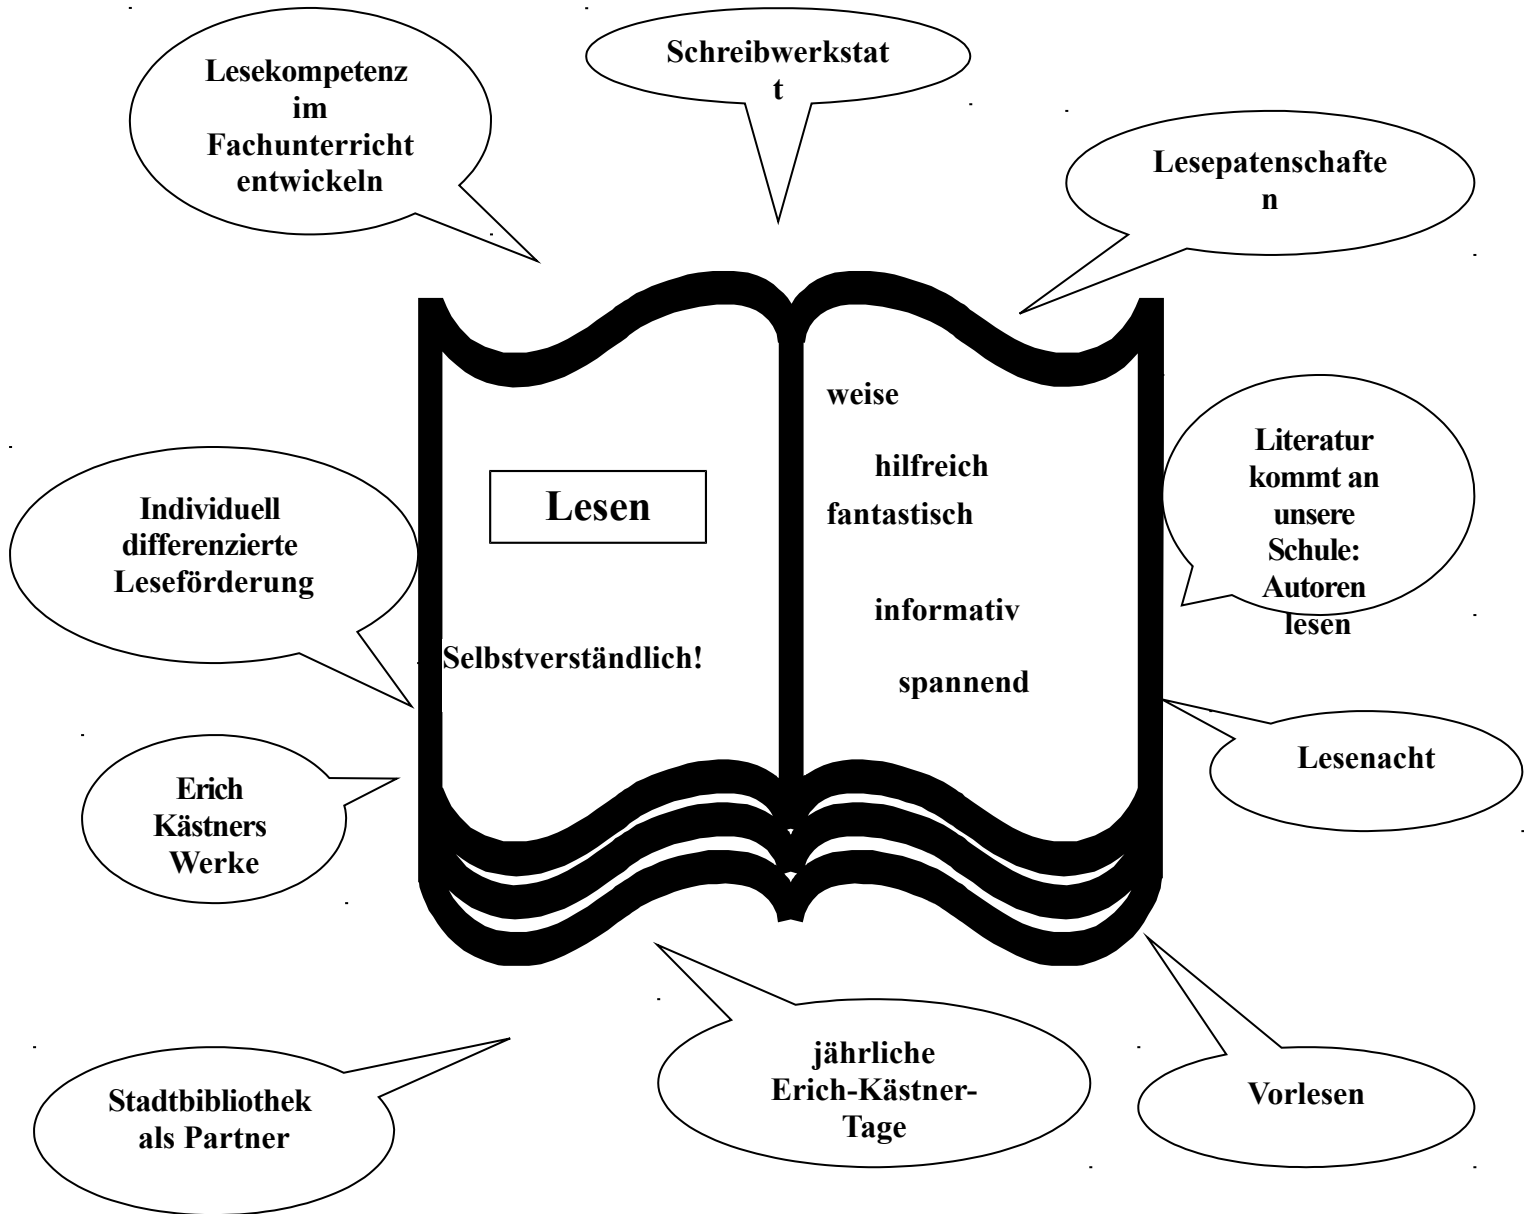 Lesekompetenz
im
Fachunterricht
entwickeln
Schreibwerkstat
t
Lesepatenschafte
n
weise
hilfreich
fantastisch
informativ
spannend
Lesen
Selbstverständlich!
Literatur
kommt an
unsere
Schule:
Autoren
lesen
Individuell
differenzierte
Leseförderung
Lesenacht
Erich
Kästners
Werke
jährliche
Erich-Kästner-
Tage
Vorlesen
Stadtbibliothek
als Partner